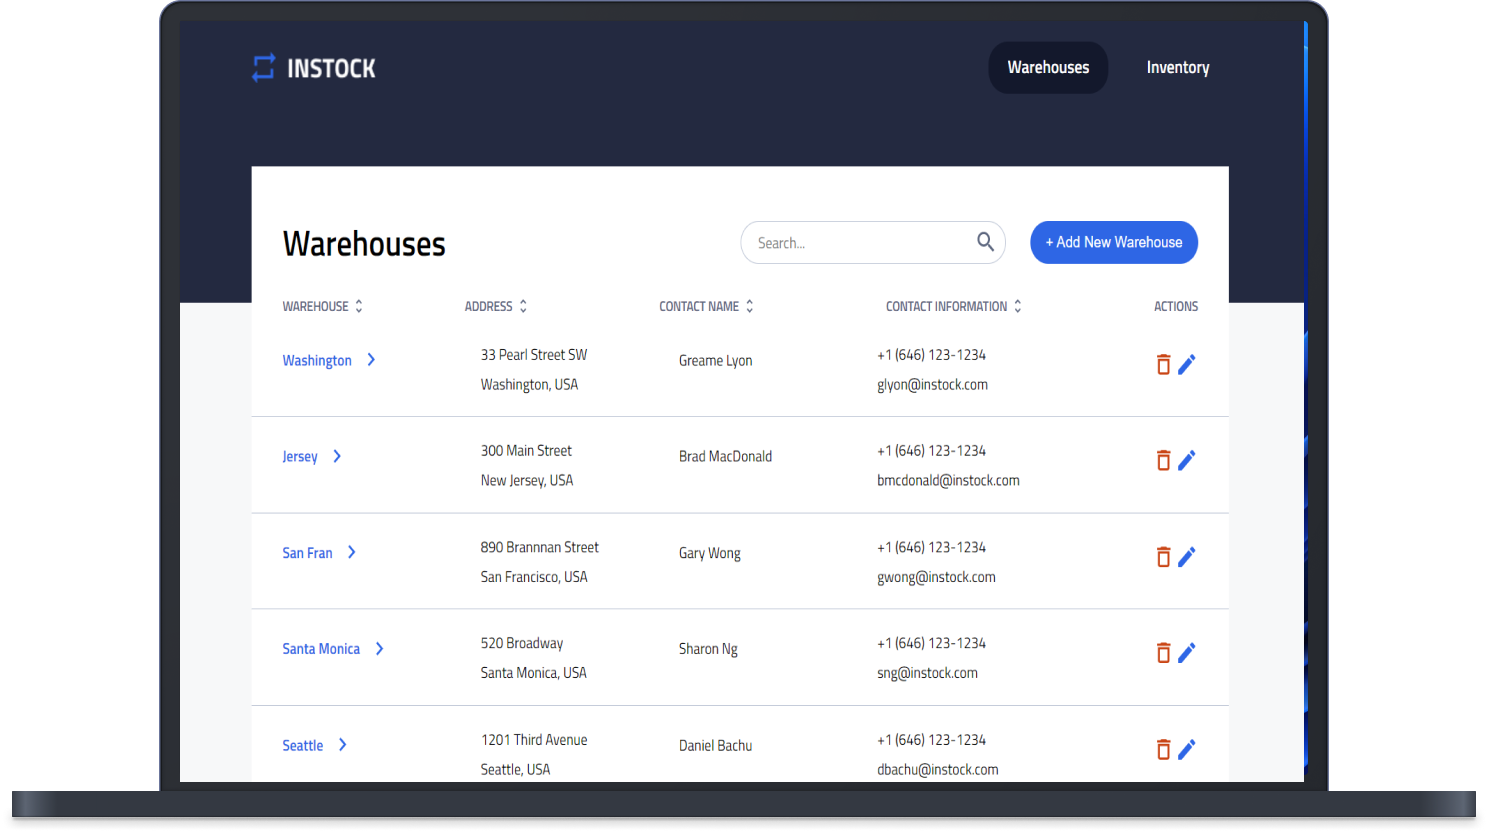 INSTOCK
Warehouses Inventory
Warehouses
Search...
+ Add New Warehouse
WAREHOUSE ADDRESS CONTACT NAME CONTACT INFORMATION ACTIONS
Washington
33 Pearl Street SW
Washington, USA
Greame Lyon
+1 (646) 123-1234
glyon@instock.com
Jersey
300 Main Street
New Jersey, USA
Brad MacDonald
+1 (646) 123-1234
bmcdonald@instock.com
San Fran
890 Brannnan Street
San Francisco, USA
Gary Wong
+1 (646) 123-1234
gwong@instock.com
Santa Monica
520 Broadway
Santa Monica, USA
Sharon Ng
+1 (646) 123-1234
sng@instock.com
Seattle
1201 Third Avenue
Seattle, USA
Daniel Bachu
+1 (646) 123-1234
dbachu@instock.com